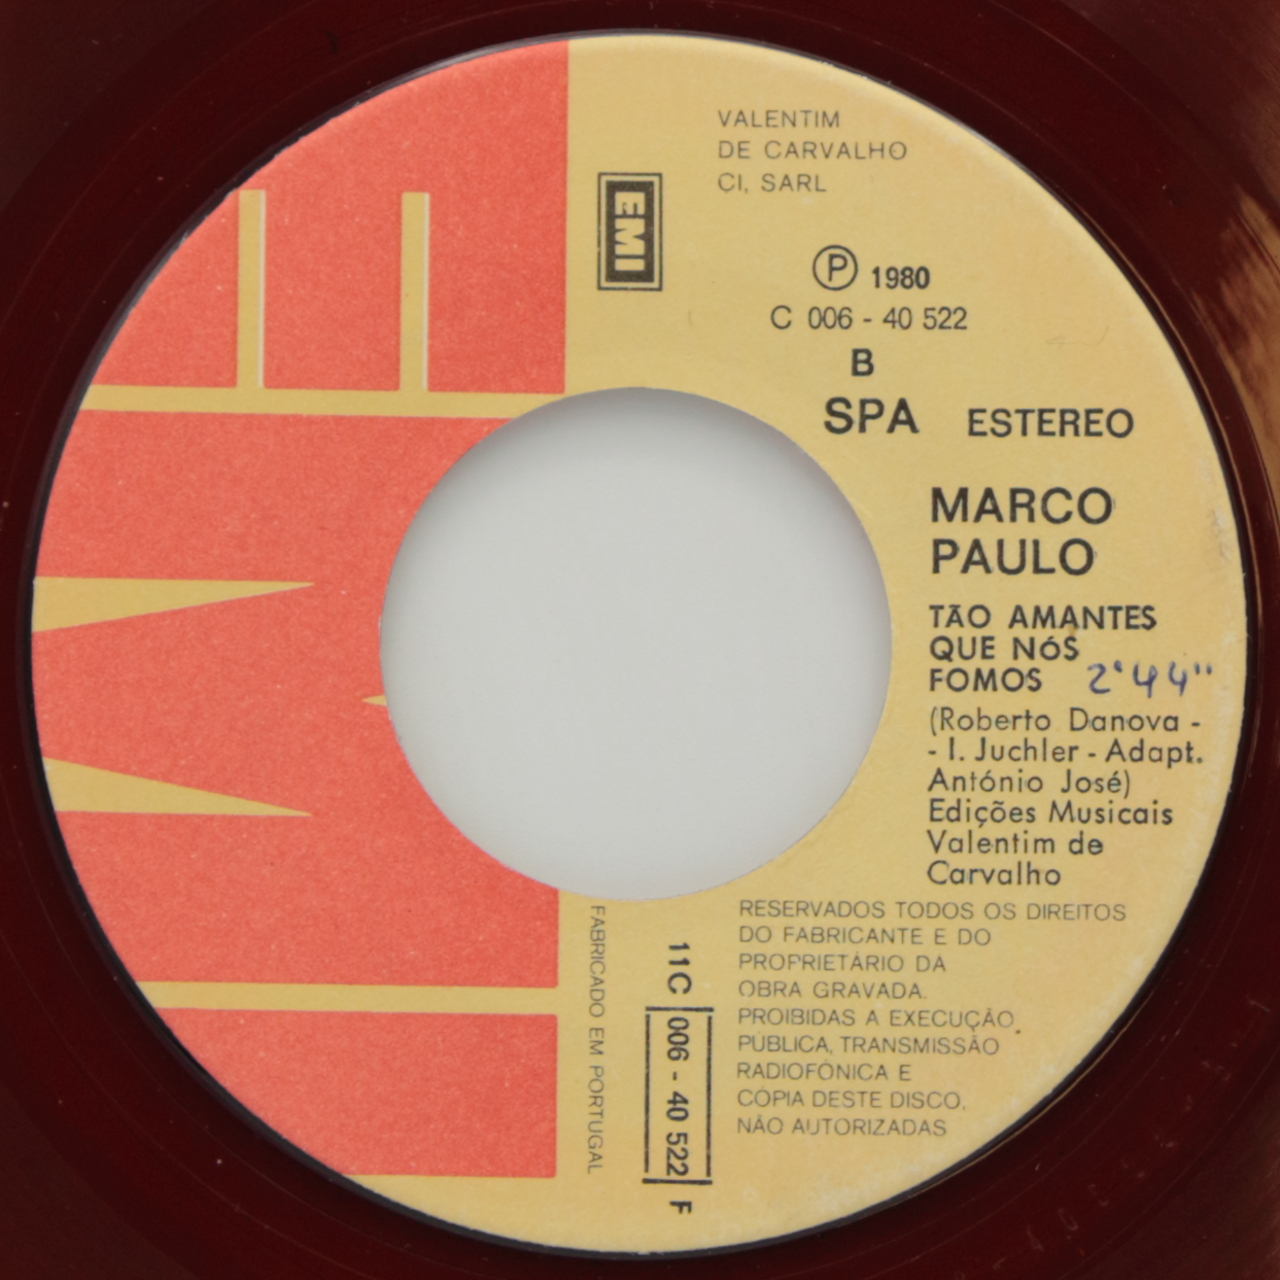 VALENTIM
DE CARVALHO
CI, SARL
EMI
℗ 1980
C 006 - 40 522
B
SPA ESTEREO
MARCO
PAULO
TÃO AMANTES
QUE NóS
FOMOS 2'44"
(Roberto Danova -
- I. Juchler - Adapt.
António José)
Edições Musicais
Valentim de
Carvalho
RESERVADOS TODOS OS DIREITOS
DO FABRICANTE E DO
PROPRIETÁRIO DA
OBRA GRAVADA.
PROIBIDAS A EXECUÇÃO,
PÚBLICA, TRANSMISSÃO
RADIOFÓNICA E
CÓPIA DESTE DISCO,
NÃO AUTORIZADAS
FABRICADO EM PORTUGAL
11C 006 - 40 522 F